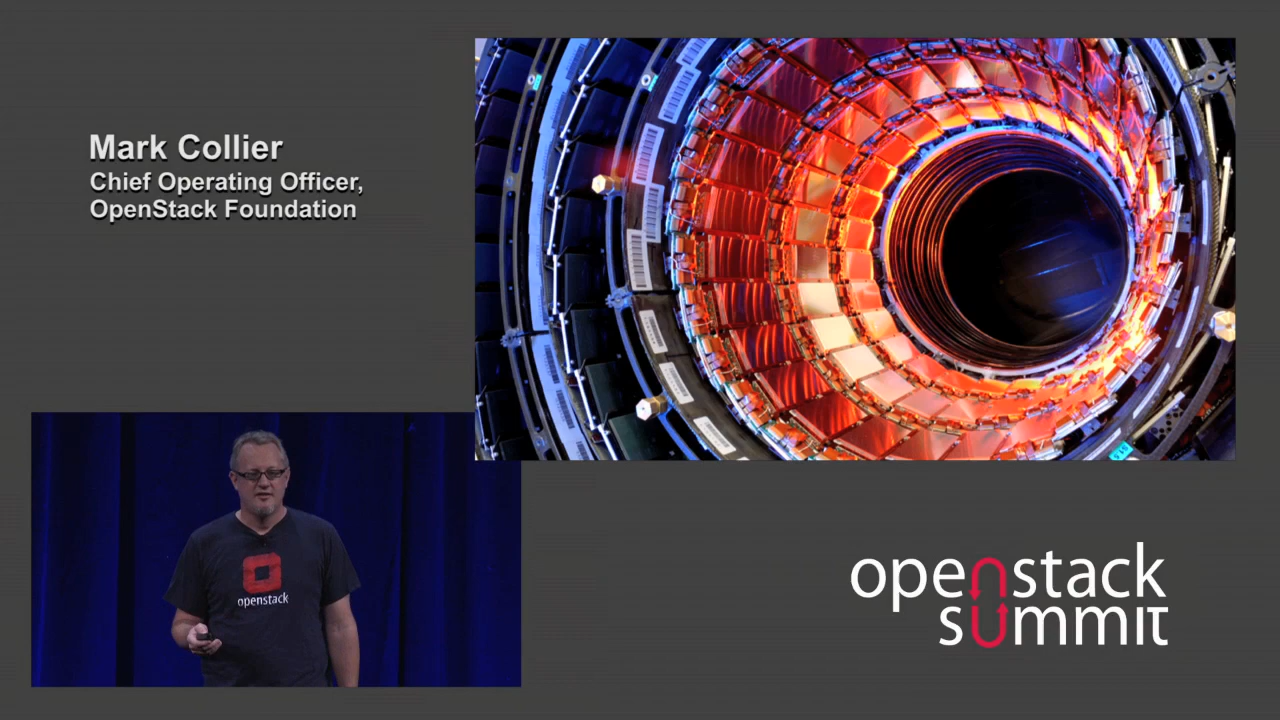 Mark Collier
Chief Operating Officer,
OpenStack Foundation
openstack
openstack
summit